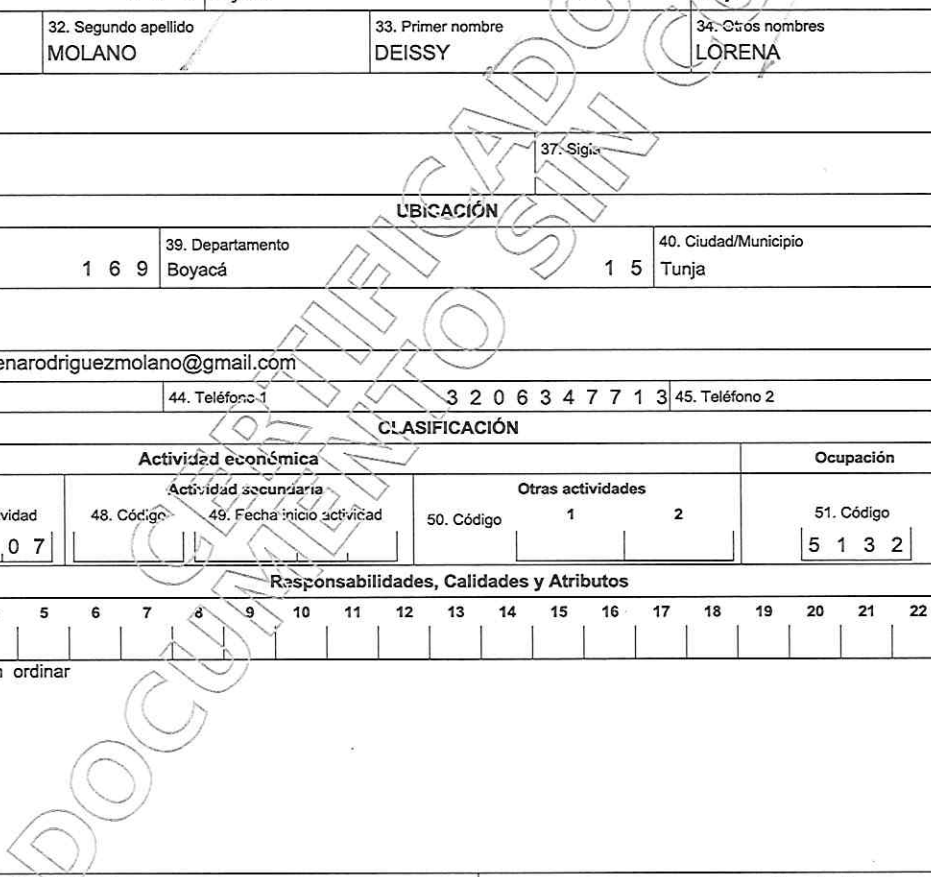 32. Segundo apellido 33. Primer nombre 34. Otros nombres
MOLANO DEISSY LORENA
37. Sigla
UBICACIÓN
39. Departamento 40. Ciudad/Municipio
1 6 9 Boyacá 1 5 Tunja
enarodriguezmolano@gmail.com
44. Teléfono 1 3 2 0 6 3 4 7 7 1 3 45. Teléfono 2
CLASIFICACIÓN
Actividad económica Ocupación
Actividad secundaria Otras actividades
vidad 48. Código 49. Fecha inicio actividad 50. Código 1 2 51. Código
0 7 5 1 3 2
Responsabilidades, Calidades y Atributos
5 6 7 8 9 10 11 12 13 14 15 16 17 18 19 20 21 22
ordinar
CERTIFICADO
DOCUMENTO SIN